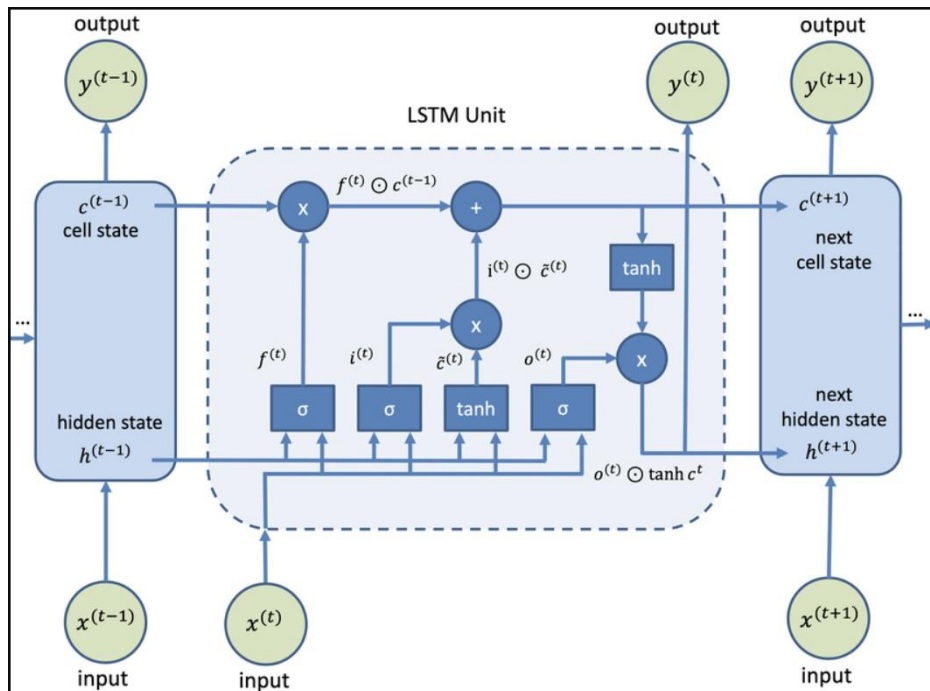 output
output
output
y^(t−1)
y^(t)
y^(t+1)
LSTM Unit
f^(t) ⊙ c^(t−1)
c^(t−1)
cell state
x
+
c^(t+1)
next
cell state
tanh
i^(t) ⊙ c̃^(t)
...
...
x
x
f^(t)
i^(t)
c̃^(t)
o^(t)
σ
σ
tanh
σ
hidden state
h^(t−1)
next
hidden state
h^(t+1)
o^(t) ⊙ tanh c^t
x^(t−1)
x^(t)
x^(t+1)
input
input
input